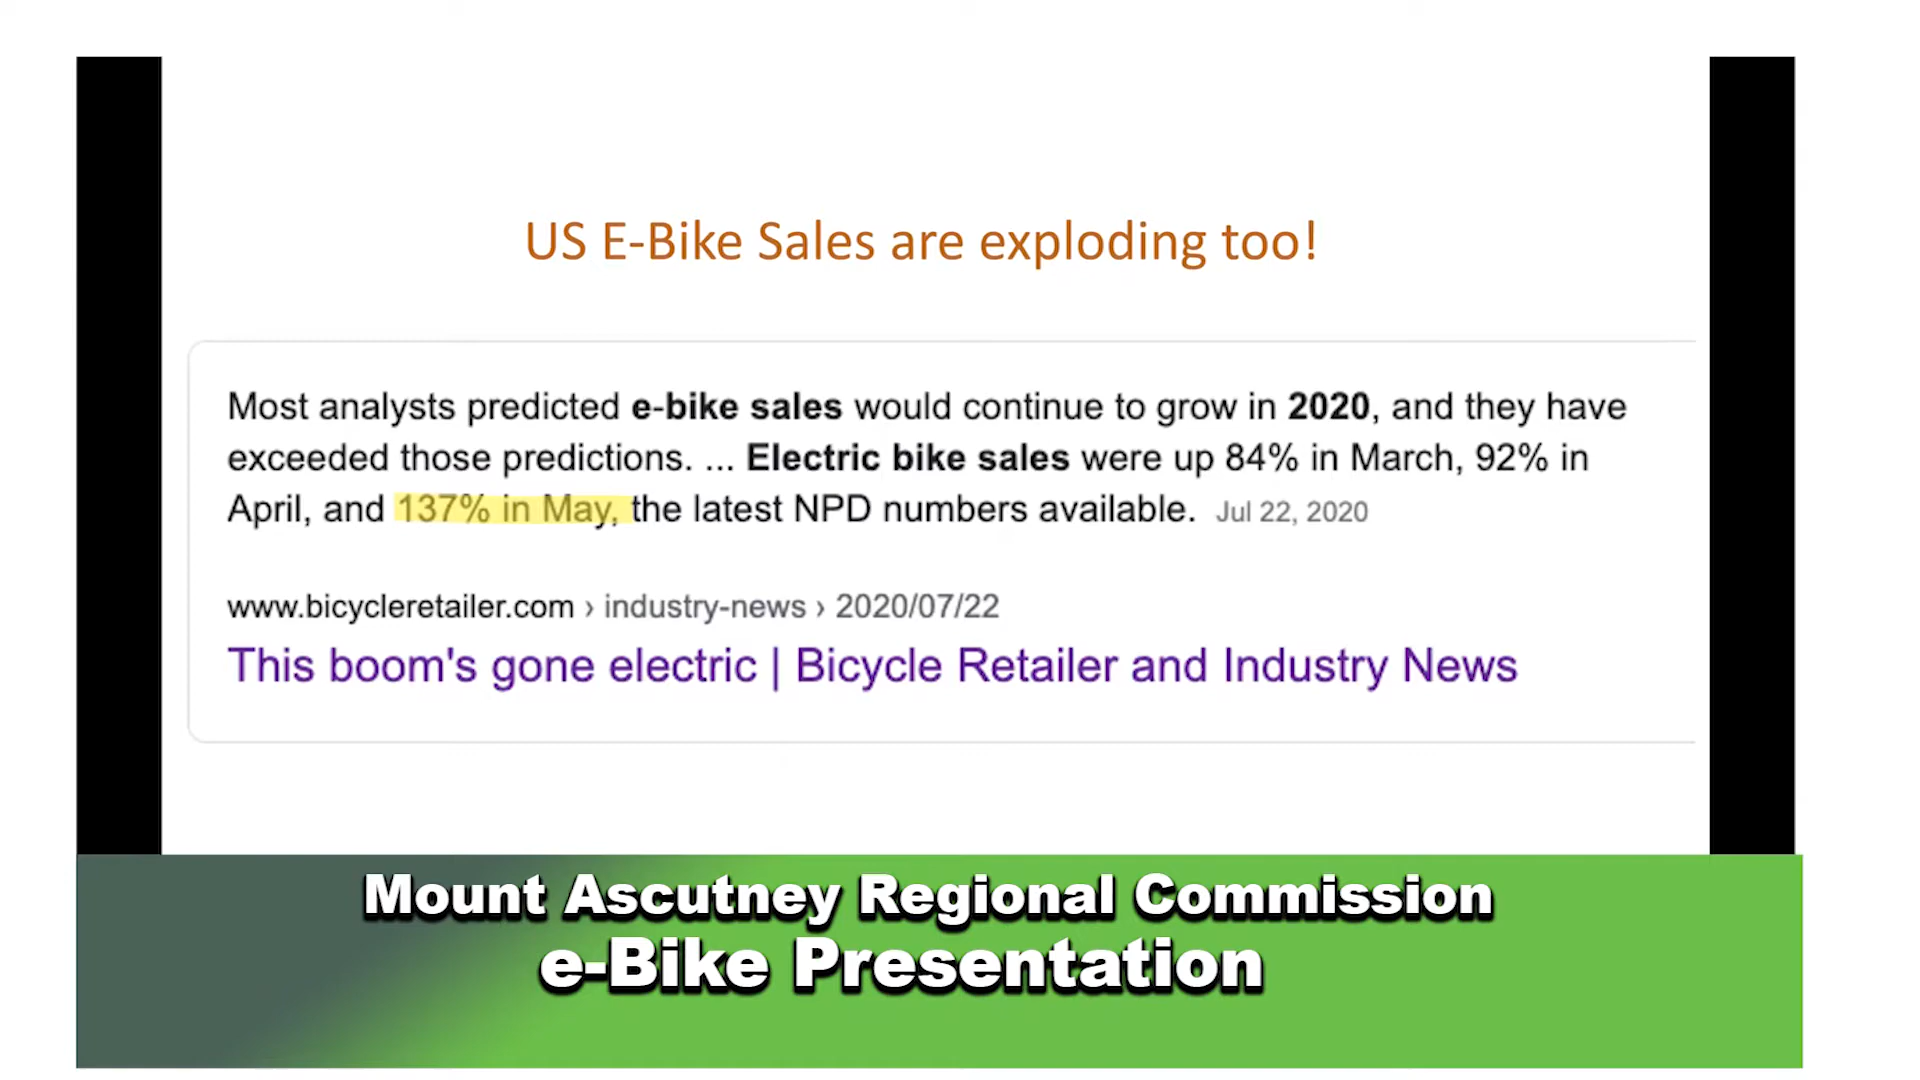 US E-Bike Sales are exploding too!
Most analysts predicted e-bike sales would continue to grow in 2020, and they have
exceeded those predictions. ... Electric bike sales were up 84% in March, 92% in
April, and 137% in May, the latest NPD numbers available. Jul 22, 2020
www.bicycleretailer.com › industry-news › 2020/07/22
This boom's gone electric | Bicycle Retailer and Industry News
Mount Ascutney Regional Commission
e-Bike Presentation